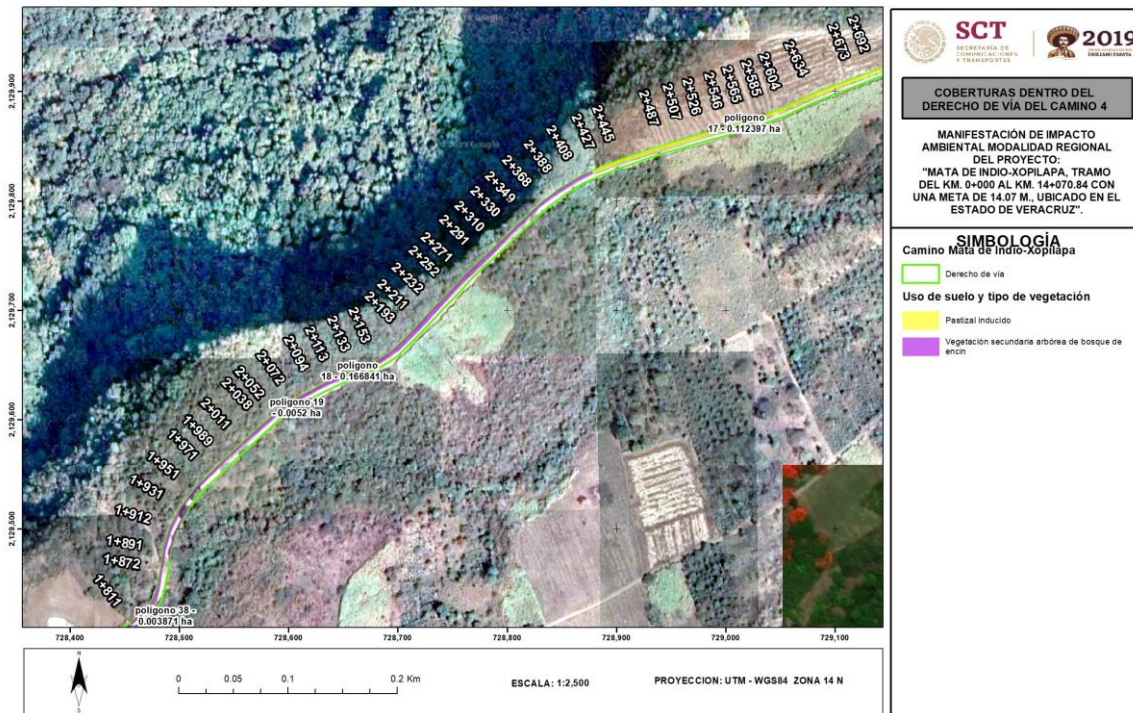 2,129,900
2,129,800
2,129,700
2,129,600
2,129,500
2+692
2+673
2+634
2+604
2+585
2+565
2+546
2+526
2+507
2+487
2+445
2+427
2+408
2+388
2+368
2+349
2+330
2+310
2+291
2+271
2+252
2+232
2+211
2+193
2+153
2+133
2+113
2+094
2+072
2+052
2+038
2+011
1+989
1+971
1+951
1+931
1+912
1+891
1+872
1+811
polígono
17 - 0.112397 ha
polígono
18 - 0.166841 ha
polígono 19
- 0.0052 ha
polígono 38 -
0.003871 ha
728,400
728,500
728,600
728,700
728,800
728,900
729,000
729,100
N
0 0.05 0.1 0.2 Km
ESCALA: 1:2,500
PROYECCION: UTM - WGS84 ZONA 14 N
SCT
SECRETARÍA DE
COMUNICACIONES
Y TRANSPORTES
2019
EMILIANO ZAPATA
COBERTURAS DENTRO DEL
DERECHO DE VÍA DEL CAMINO 4
MANIFESTACIÓN DE IMPACTO
AMBIENTAL MODALIDAD REGIONAL
DEL PROYECTO:
"MATA DE INDIO-XOPILAPA, TRAMO
DEL KM. 0+000 AL KM. 14+070.84 CON
UNA META DE 14.07 M., UBICADO EN EL
ESTADO DE VERACRUZ".
SIMBOLOGÍA
Camino Mata de Indio-Xopilapa
Derecho de vía
Uso de suelo y tipo de vegetación
Pastizal inducido
Vegetación secundaria arbórea de bosque de
encin